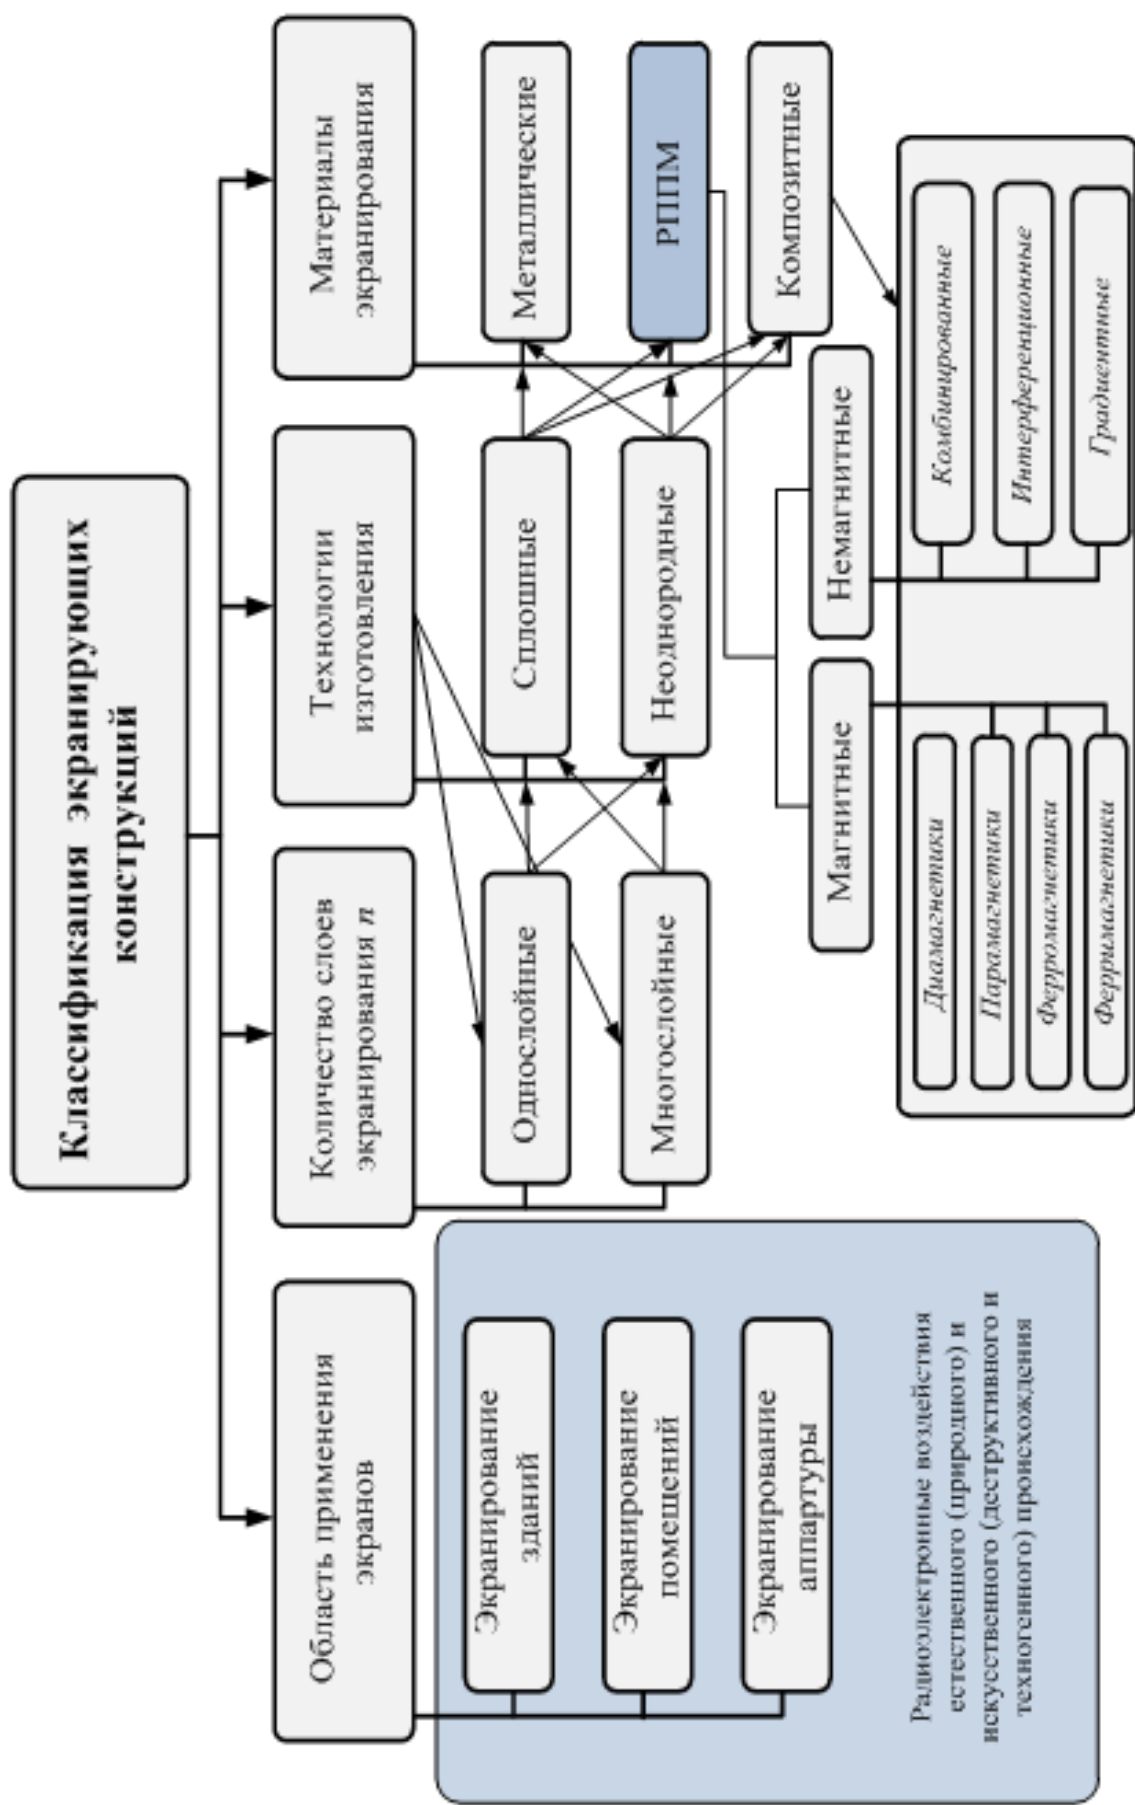 Классификация экранирующих
конструкций
Область применения
экранов
Количество слоев
экранирования n
Технологии
изготовления
Материалы
экранирования
Экранирование
зданий
Экранирование
помещений
Экранирование
аппартуры
Радиоэлектронные воздействия
естественного (природного) и
искуственного (деструктивного и
техногенного) происхождения
Однослойные
Многослойные
Сплошные
Неоднородные
Металлические
РППМ
Композитные
Магнитные
Немагнитные
Диамагнетики
Парамагнетики
Ферромагнетики
Ферримагнетики
Комбинированные
Интерференционные
Градиентные